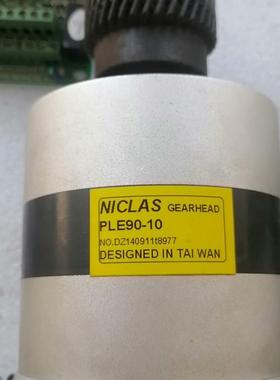 NICLAS GEARHEAD
PLE90-10
NO.DZ140911t8977
DESIGNED IN TAI WAN